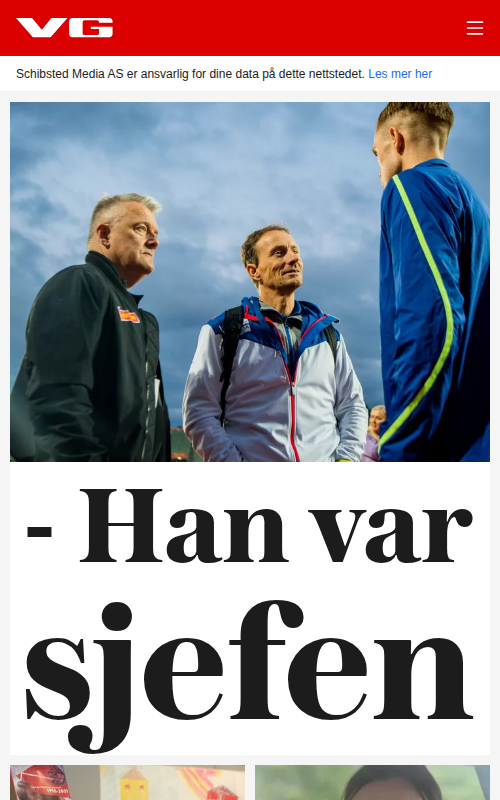 VG
Schibsted Media AS er ansvarlig for dine data på dette nettstedet. Les mer her
- Han var
sjefen